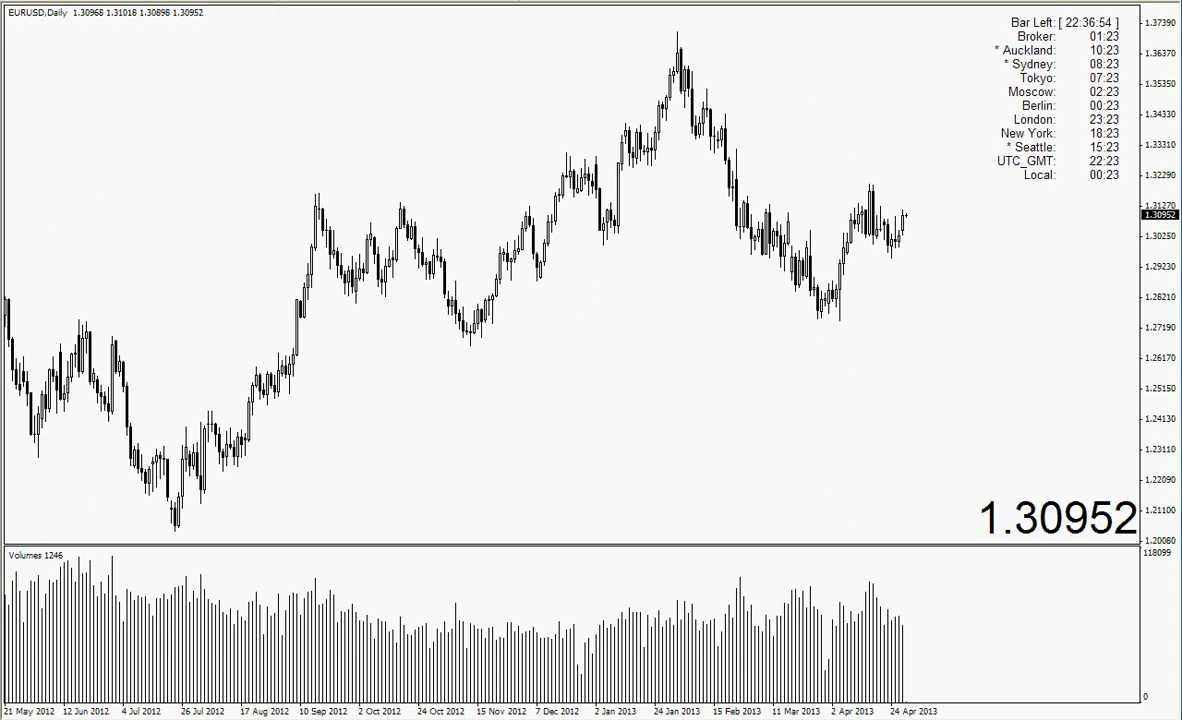 EURUSD,Daily 1.30968 1.31018 1.30898 1.30952
Bar Left: [ 22:36:54 ]
Broker: 01:23
* Auckland: 10:23
* Sydney: 08:23
Tokyo: 07:23
Moscow: 02:23
Berlin: 00:23
London: 23:23
New York: 18:23
* Seattle: 15:23
UTC_GMT: 22:23
Local: 00:23
1.37390
1.36370
1.35350
1.34330
1.33310
1.32290
1.31270
1.30952
1.30250
1.29230
1.28210
1.27190
1.26170
1.25150
1.24130
1.23110
1.22090
1.21100
1.20080
1.30952
Volumes 1246
118099
0
21 May 2012 12 Jun 2012 4 Jul 2012 26 Jul 2012 17 Aug 2012 10 Sep 2012 2 Oct 2012 24 Oct 2012 15 Nov 2012 7 Dec 2012 2 Jan 2013 24 Jan 2013 15 Feb 2013 11 Mar 2013 2 Apr 2013 24 Apr 2013